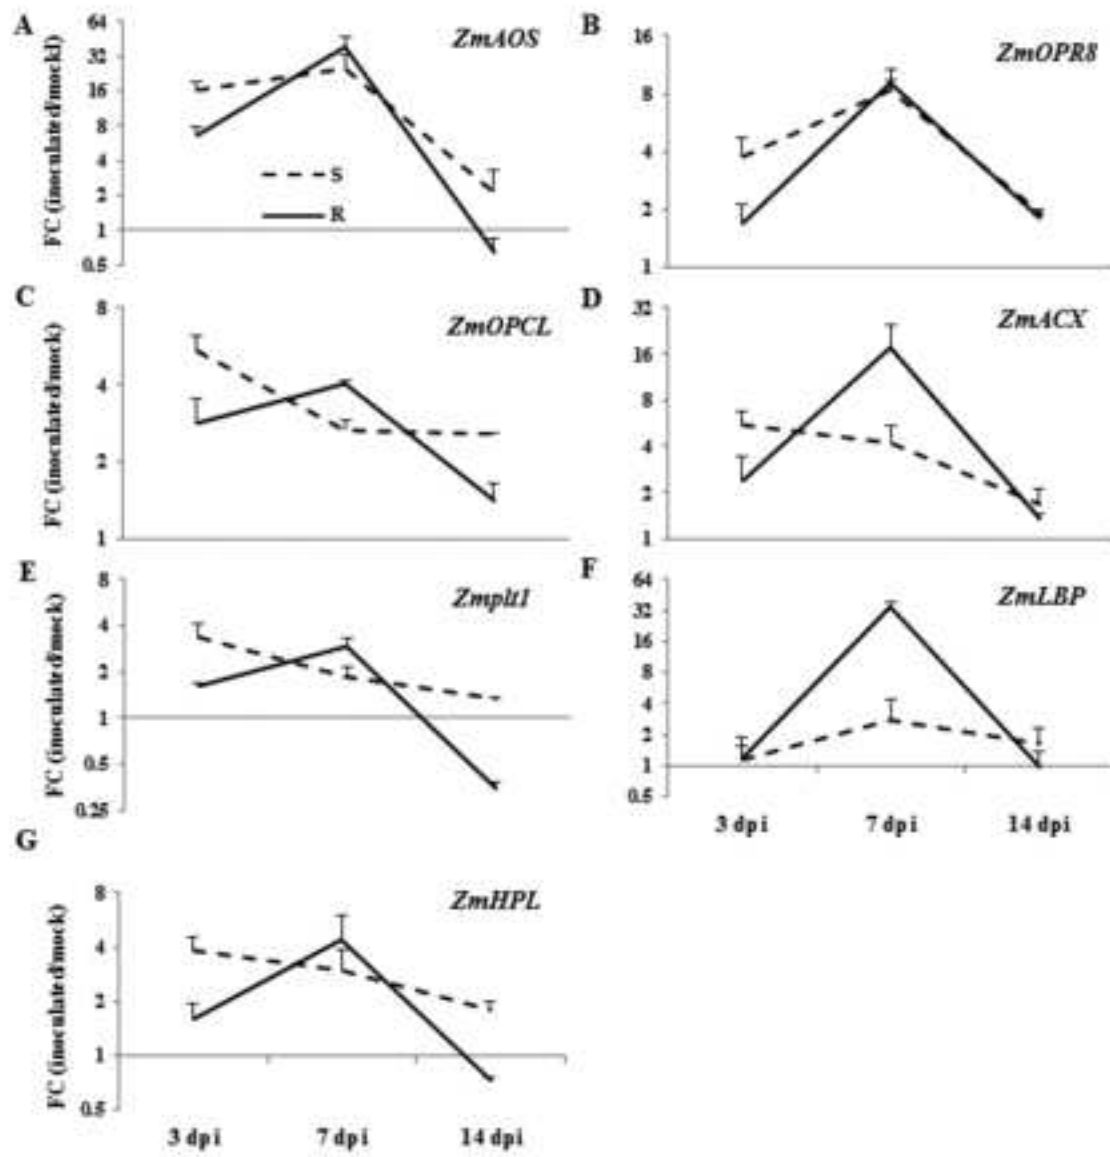 A
ZmAOS
FC (inoculated/mockl
64
32
16
8
4
2
1
0.5
S
R
B
ZmOPR8
16
8
4
2
1
C
ZmOPCL
FC (inoculated/mock)
8
4
2
1
D
ZmACX
32
16
8
4
2
1
E
Zmplt1
FC (inoculated/mock)
8
4
2
1
0.5
0.25
F
ZmLBP
64
32
16
8
4
2
1
0.5
3 dpi 7 dpi 14 dpi
G
ZmHPL
FC (inoculated/mock)
8
4
2
1
0.5
3 dpi 7 dpi 14 dpi